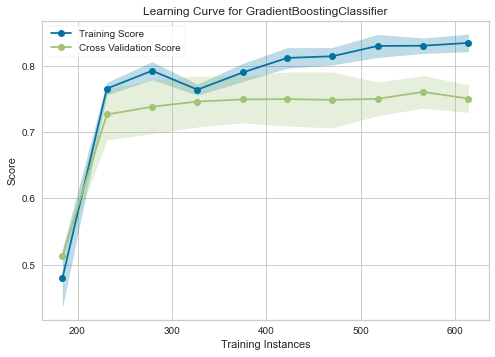 Learning Curve for GradientBoostingClassifier
Training Score
Cross Validation Score
Score
0.8
0.7
0.6
0.5
200 300 400 500 600
Training Instances